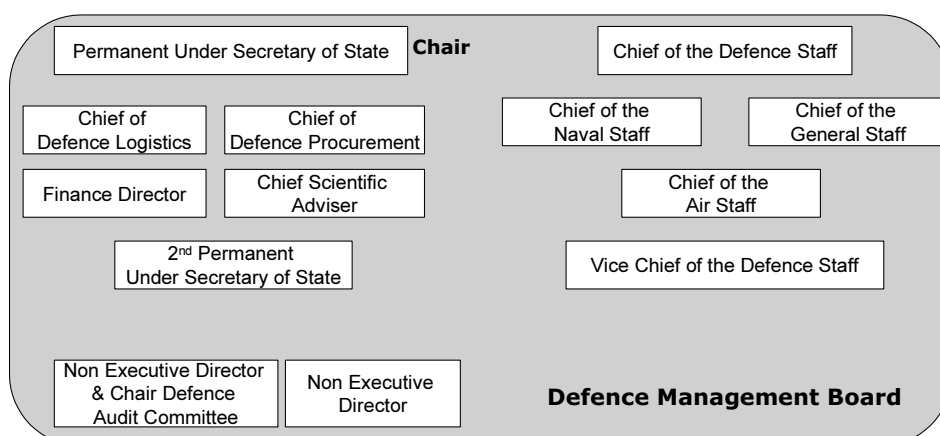 Permanent Under Secretary of State
Chair
Chief of the Defence Staff
Chief of
Defence Logistics
Chief of
Defence Procurement
Chief of the
Naval Staff
Chief of the
General Staff
Finance Director
Chief Scientific
Adviser
Chief of the
Air Staff
2nd Permanent
Under Secretary of State
Vice Chief of the Defence Staff
Non Executive Director
& Chair Defence
Audit Committee
Non Executive
Director
Defence Management Board